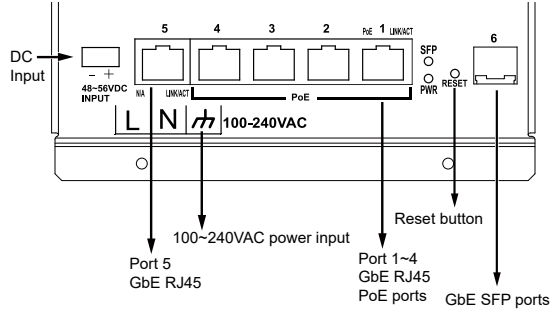 5 4 3 2 PoE 1 LINK/ACT 6
SFP
DC
Input
- +
PWR
RESET
48~56VDC
INPUT
N/A LINK/ACT
PoE
L N 100-240VAC
Reset button
100~240VAC power input
Port 5
GbE RJ45
Port 1~4
GbE RJ45
PoE ports
GbE SFP ports